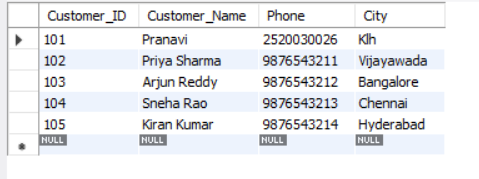 Customer_ID Customer_Name Phone City
101 Pranavi 2520030026 Klh
102 Priya Sharma 9876543211 Vijayawada
103 Arjun Reddy 9876543212 Bangalore
104 Sneha Rao 9876543213 Chennai
105 Kiran Kumar 9876543214 Hyderabad
NULL NULL NULL NULL